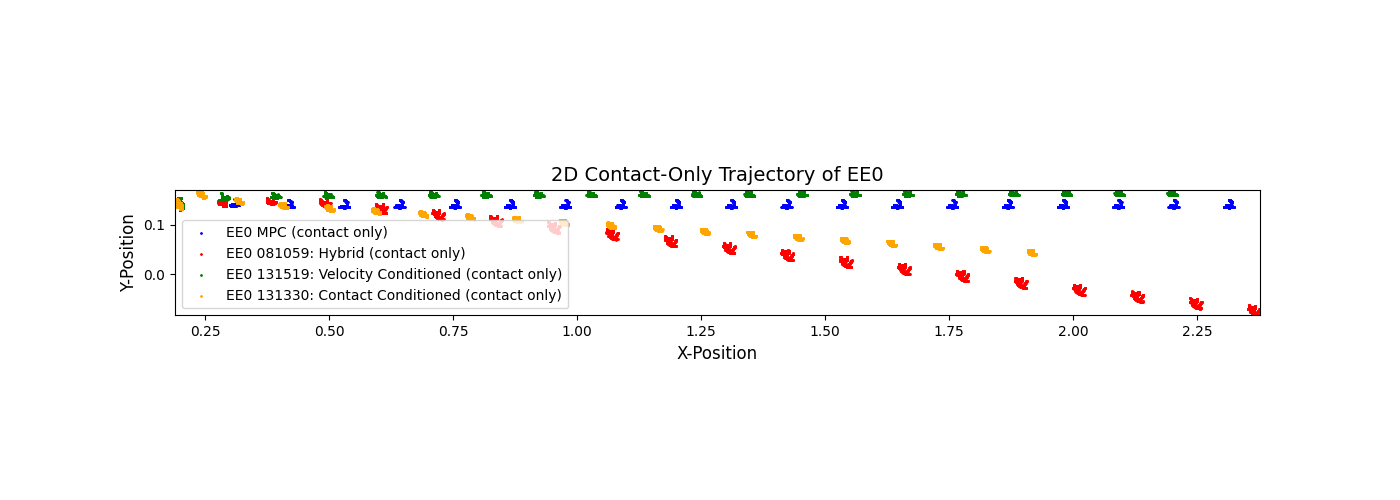 2D Contact-Only Trajectory of EE0
Y-Position
0.1
0.0
EE0 MPC (contact only)
EE0 081059: Hybrid (contact only)
EE0 131519: Velocity Conditioned (contact only)
EE0 131330: Contact Conditioned (contact only)
0.25 0.50 0.75 1.00 1.25 1.50 1.75 2.00 2.25
X-Position